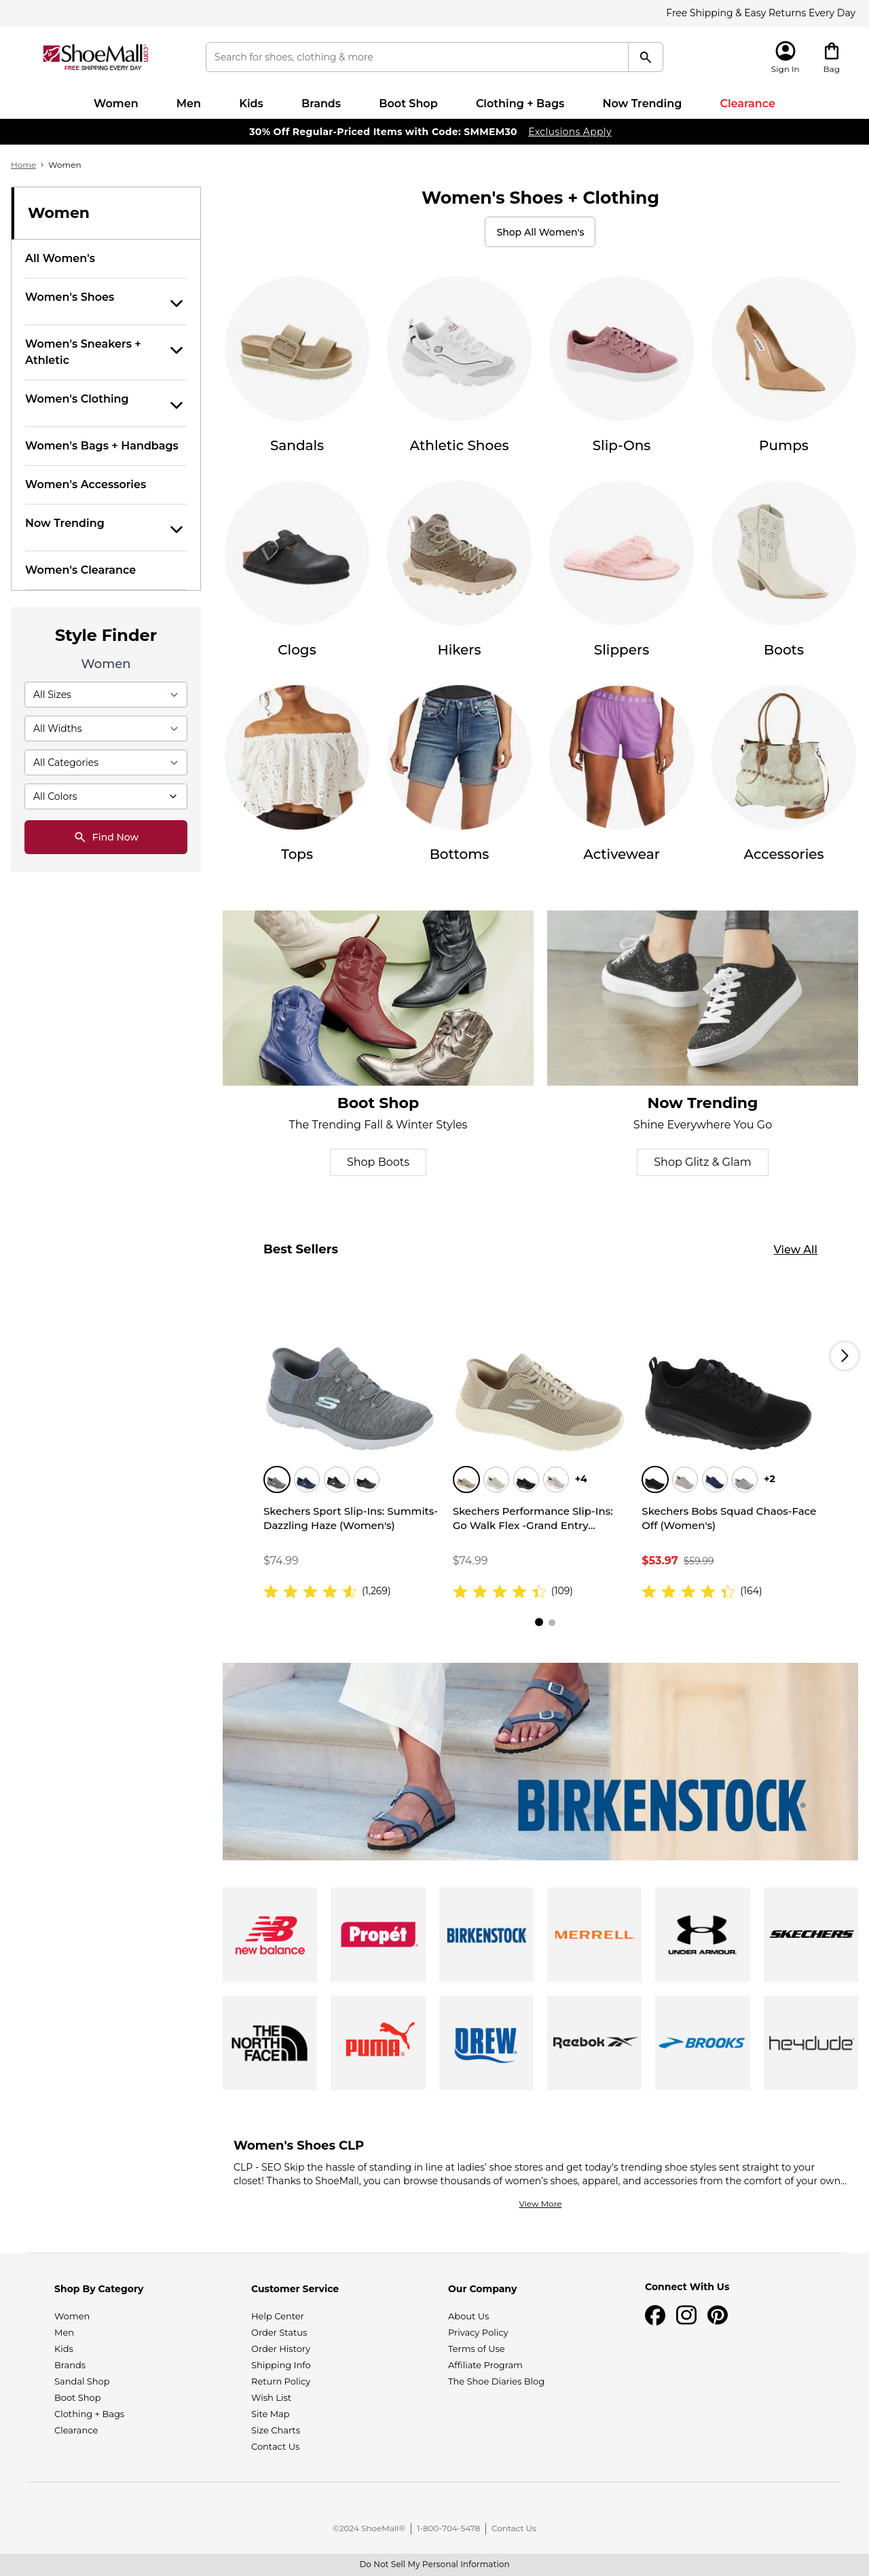 Free Shipping & Easy Returns Every Day
ShoeMall.com
FREE SHIPPING EVERY DAY
Search for shoes, clothing & more
Sign In
Bag
Women
Men
Kids
Brands
Boot Shop
Clothing + Bags
Now Trending
Clearance
30% Off Regular-Priced Items with Code: SMMEM30 Exclusions Apply
Home > Women
Women
All Women's
Women's Shoes
Women's Sneakers +
Athletic
Women's Clothing
Women's Bags + Handbags
Women's Accessories
Now Trending
Women's Clearance
Style Finder
Women
All Sizes
All Widths
All Categories
All Colors
Find Now
Women's Shoes + Clothing
Shop All Women's
Sandals
Athletic Shoes
Slip-Ons
Pumps
Clogs
Hikers
Slippers
Boots
UNDER ARMOUR
Tops
Bottoms
Activewear
Accessories
Boot Shop
The Trending Fall & Winter Styles
Shop Boots
Now Trending
Shine Everywhere You Go
Shop Glitz & Glam
Best Sellers
View All
+4
+2
Skechers Sport Slip-Ins: Summits-
Dazzling Haze (Women's)
$74.99
(1,269)
Skechers Performance Slip-Ins:
Go Walk Flex -Grand Entry...
$74.99
(109)
Skechers Bobs Squad Chaos-Face
Off (Women's)
$53.97 $59.99
(164)
BIRKENSTOCK®
new balance
Propét®
BIRKENSTOCK
MERRELL
UNDER ARMOUR.
SKECHERS
THE
NORTH
FACE
PUMA®
DREW
Reebok
BROOKS
heydude
Women's Shoes CLP
CLP - SEO Skip the hassle of standing in line at ladies’ shoe stores and get today’s trending shoe styles sent straight to your
closet! Thanks to ShoeMall, you can browse thousands of women’s shoes, apparel, and accessories from the comfort of your own...
View More
Shop By Category
Women
Men
Kids
Brands
Sandal Shop
Boot Shop
Clothing + Bags
Clearance
Customer Service
Help Center
Order Status
Order History
Shipping Info
Return Policy
Wish List
Site Map
Size Charts
Contact Us
Our Company
About Us
Privacy Policy
Terms of Use
Affiliate Program
The Shoe Diaries Blog
Connect With Us
©2024 ShoeMall® | 1-800-704-5478 | Contact Us
Do Not Sell My Personal Information